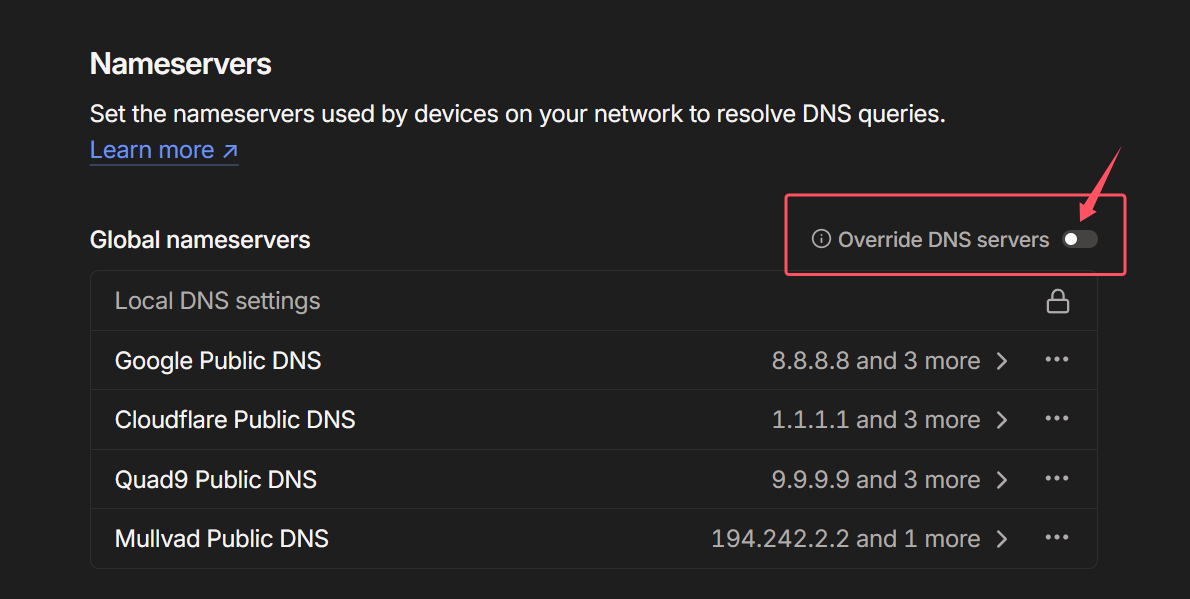 Nameservers
Set the nameservers used by devices on your network to resolve DNS queries.
Learn more ↗
Global nameservers Override DNS servers
Local DNS settings
Google Public DNS 8.8.8.8 and 3 more
Cloudflare Public DNS 1.1.1.1 and 3 more
Quad9 Public DNS 9.9.9.9 and 3 more
Mullvad Public DNS 194.242.2.2 and 1 more